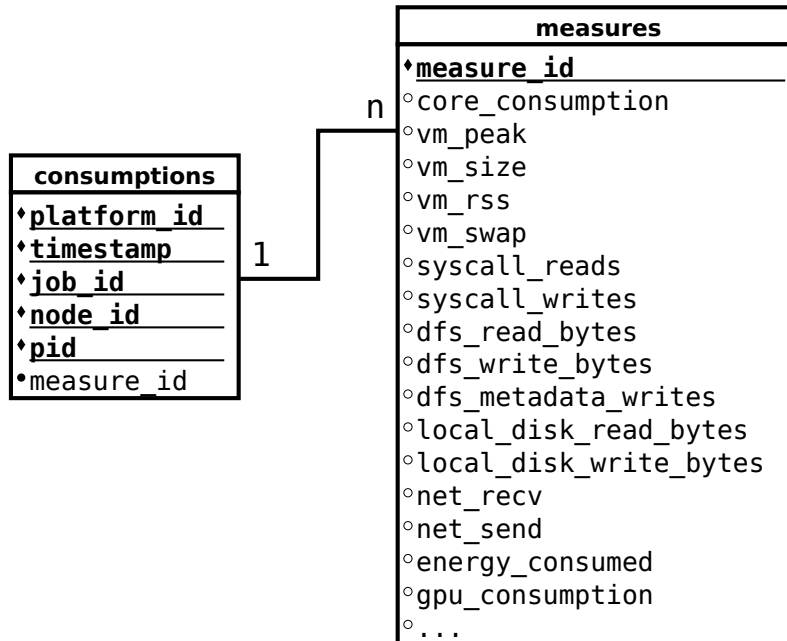 consumptions
platform_id
timestamp
job_id
node_id
pid
measure_id
1
n
measures
measure_id
core_consumption
vm_peak
vm_size
vm_rss
vm_swap
syscall_reads
syscall_writes
dfs_read_bytes
dfs_write_bytes
dfs_metadata_writes
local_disk_read_bytes
local_disk_write_bytes
net_recv
net_send
energy_consumed
gpu_consumption
...